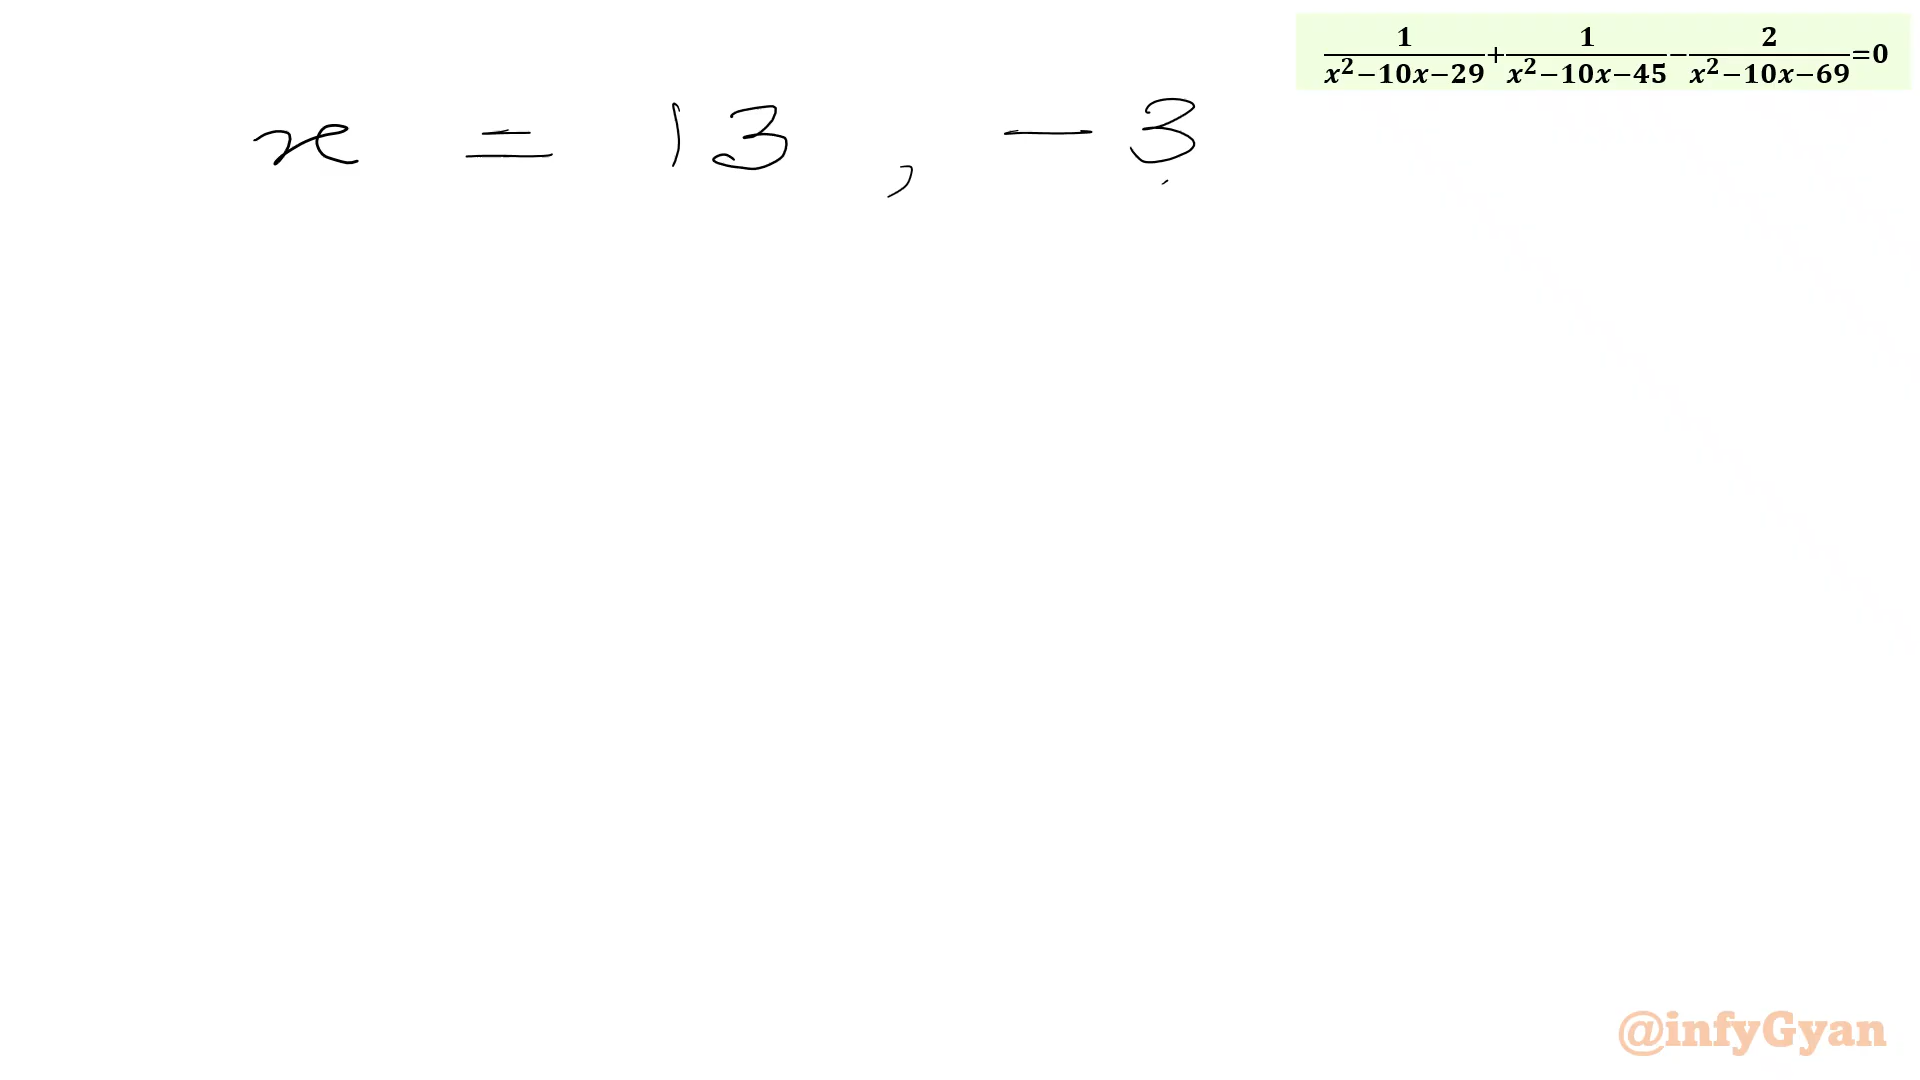 1/(x²−10x−29) + 1/(x²−10x−45) − 2/(x²−10x−69) = 0
x = 13 , −3
@infyGyan